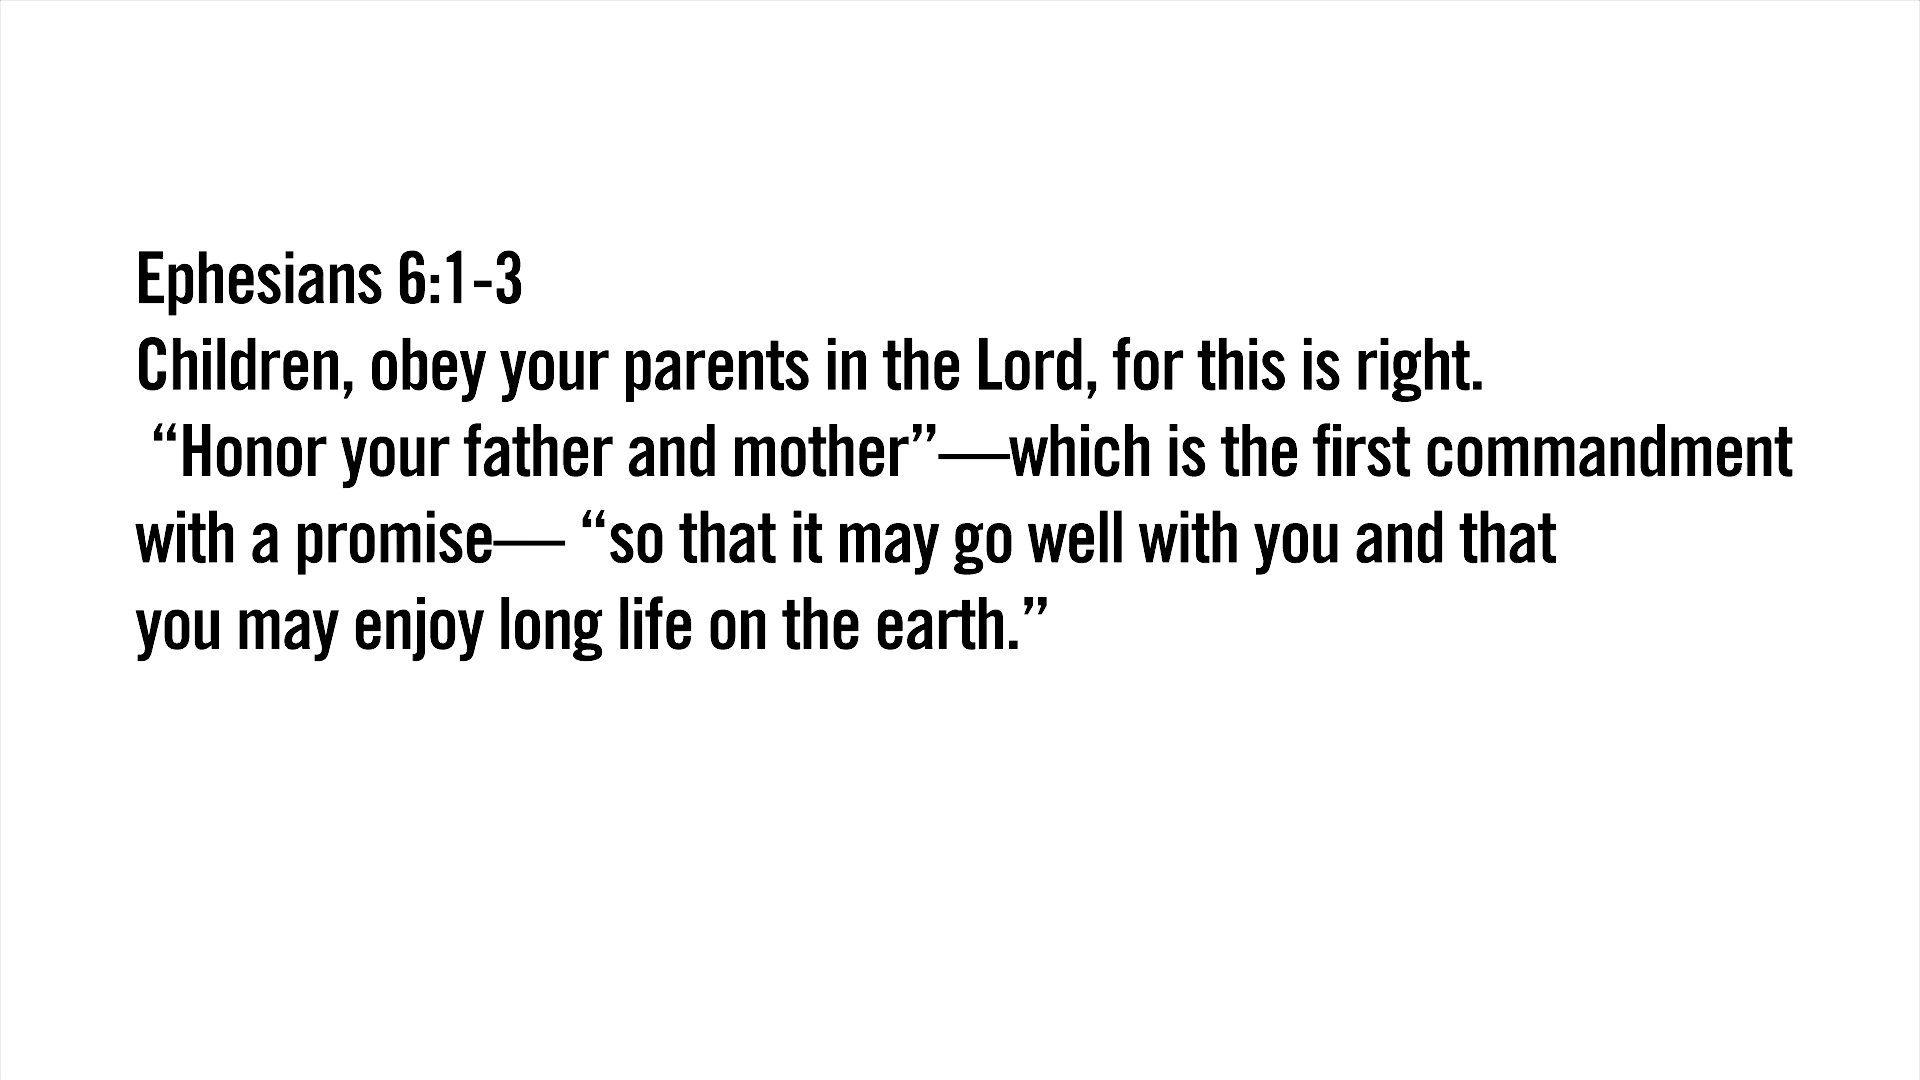 Ephesians 6:1-3
Children, obey your parents in the Lord, for this is right.
“Honor your father and mother”—which is the first commandment
with a promise— “so that it may go well with you and that
you may enjoy long life on the earth.”